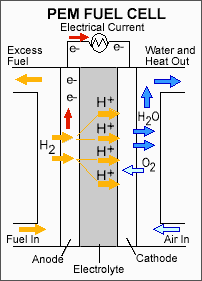 PEM FUEL CELL
Electrical Current
Excess
Fuel
Water and
Heat Out
e-
e-
e-
e-
H+
H+
H+
H+
H2
H2O
O2
Fuel In
Air In
Anode
Cathode
Electrolyte